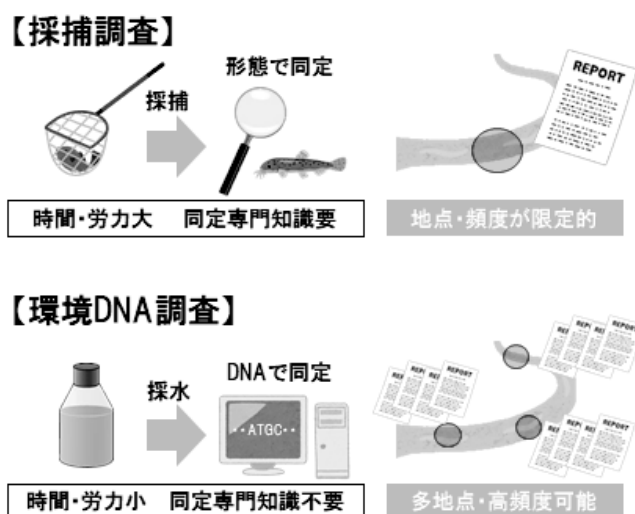 【採捕調査】
採捕
形態で同定
REPORT
時間・労力大 同定専門知識要
地点・頻度が限定的
【環境DNA調査】
採水
DNAで同定
・・ATGC・・
REPORT
REPORT
REPORT
時間・労力小 同定専門知識不要
多地点・高頻度可能